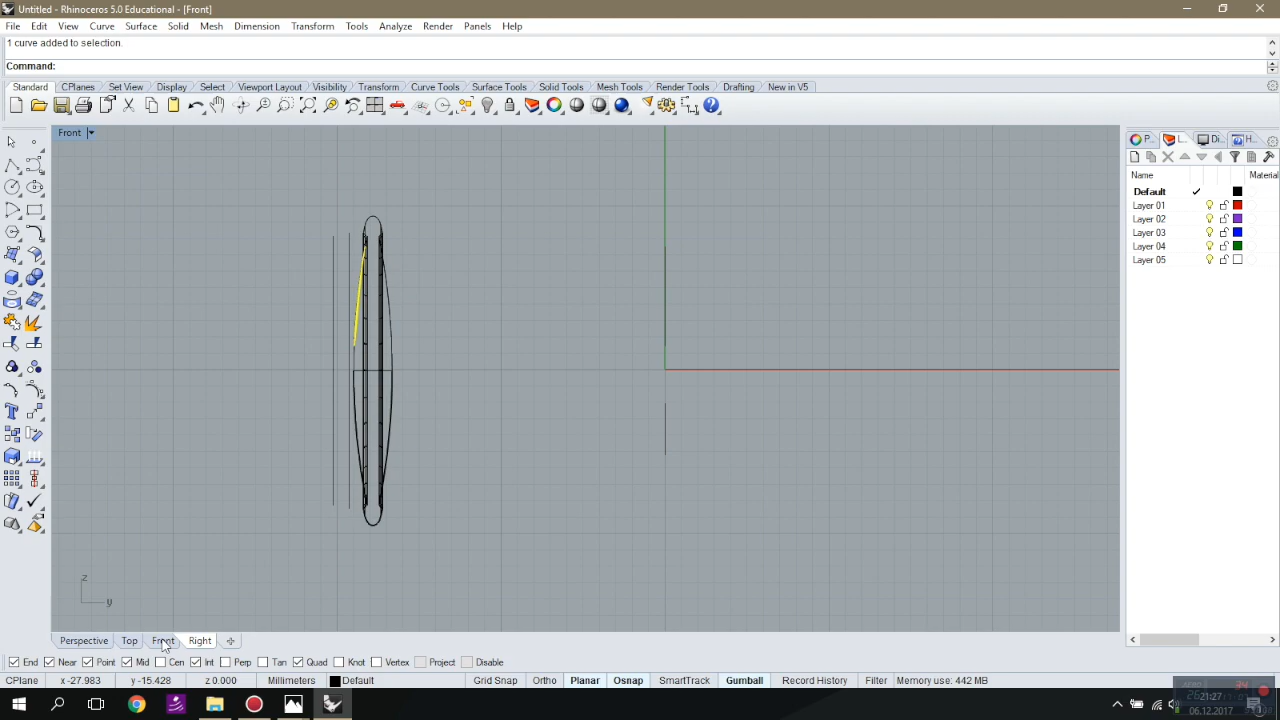 Untitled - Rhinoceros 5.0 Educational - [Front]
File Edit View Curve Surface Solid Mesh Dimension Transform Tools Analyze Render Panels Help
1 curve added to selection.
Command:
Standard CPlanes Set View Display Select Viewport Layout Visibility Transform Curve Tools Surface Tools Solid Tools Mesh Tools Render Tools Drafting New in V5
Front
P... L... Di... H...
Name Material
Default
Layer 01
Layer 02
Layer 03
Layer 04
Layer 05
z
y
Perspective Top Front Right
End Near Point Mid Cen Int Perp Tan Quad Knot Vertex Project Disable
CPlane x -27.983 y -15.428 z 0.000 Millimeters Default Grid Snap Ortho Planar Osnap SmartTrack Gumball Record History Filter Memory use: 442 MB
21:27
06.12.2017